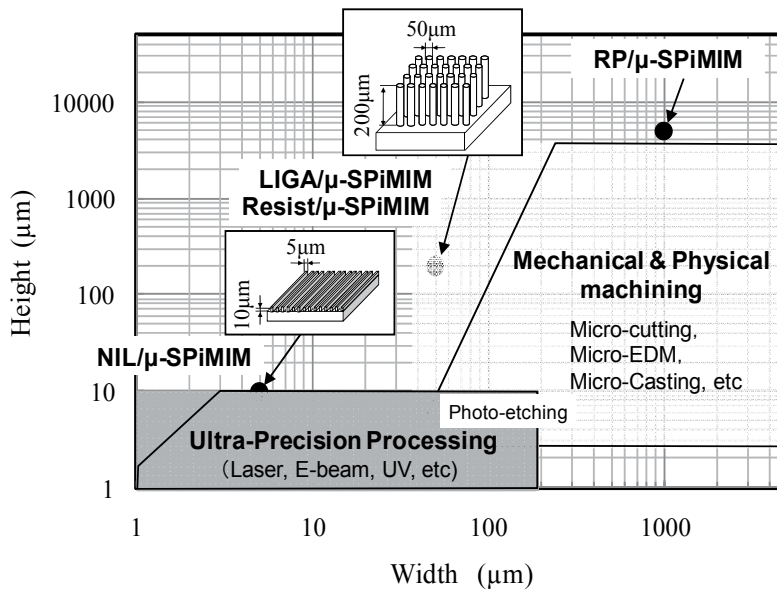 50μm
200μm
RP/μ-SPiMIM
LIGA/μ-SPiMIM
Resist/μ-SPiMIM
5μm
10μm
NIL/μ-SPiMIM
Mechanical & Physical
machining
Micro-cutting,
Micro-EDM,
Micro-Casting, etc
Photo-etching
Ultra-Precision Processing
(Laser, E-beam, UV, etc)
Height (μm)
10000
1000
100
10
1
1 10 100 1000
Width (μm)